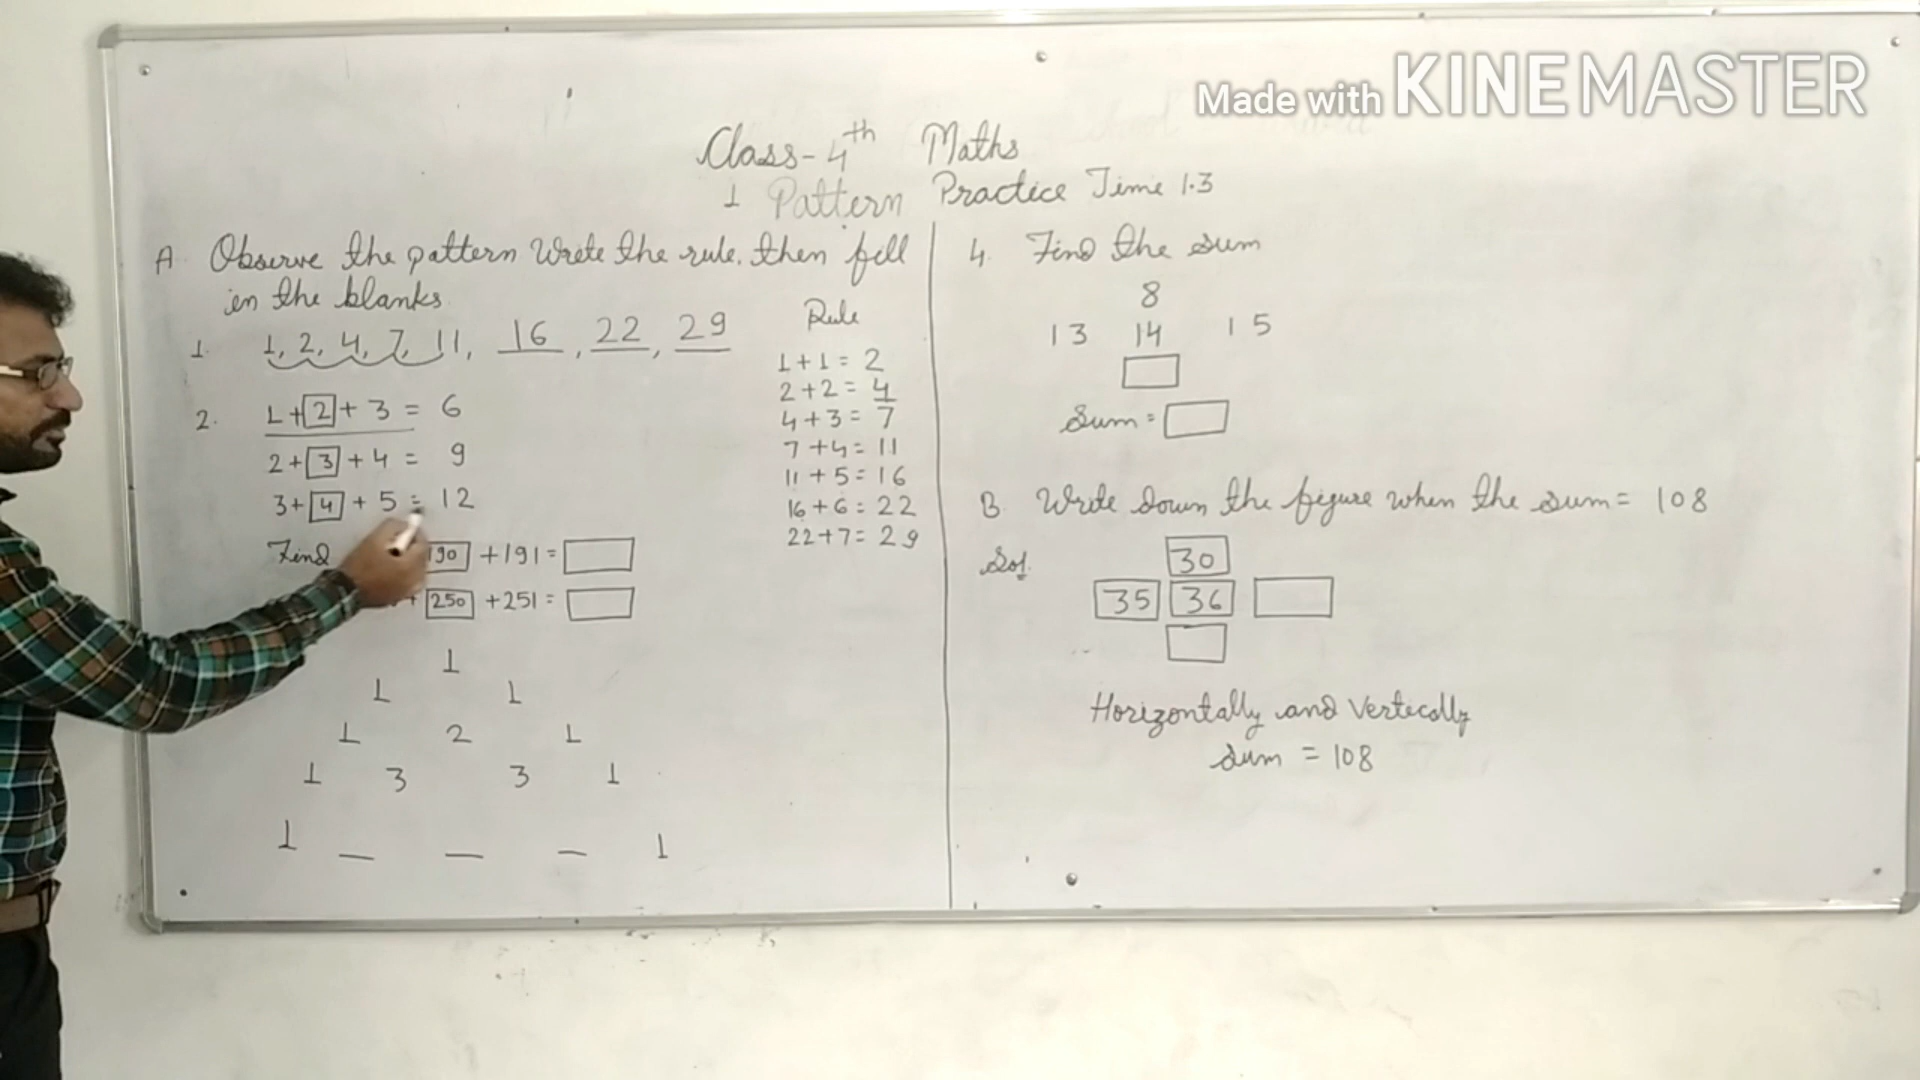 Made with KINEMASTER
Class-4th Maths
1 Pattern Practice Time 1.3
A. Observe the pattern Write the rule, then fill
in the blanks.
1. 1, 2, 4, 7, 11, 16, 22, 29
2. 1+2+3 = 6
2+3+4 = 9
3+4+5 = 12
Find 190 +191=
+ 250 +251=
1
1 1
1 2 1
1 3 3 1
1 _ _ _ 1
Rule
1+1=2
2+2=4
4+3=7
7+4=11
11+5=16
16+6=22
22+7=29
4. Find the sum
8
13 14 15
Sum =
B. Write down the figure when the sum = 108
Sol.
30
35 36
Horizontally and Vertically
sum = 108